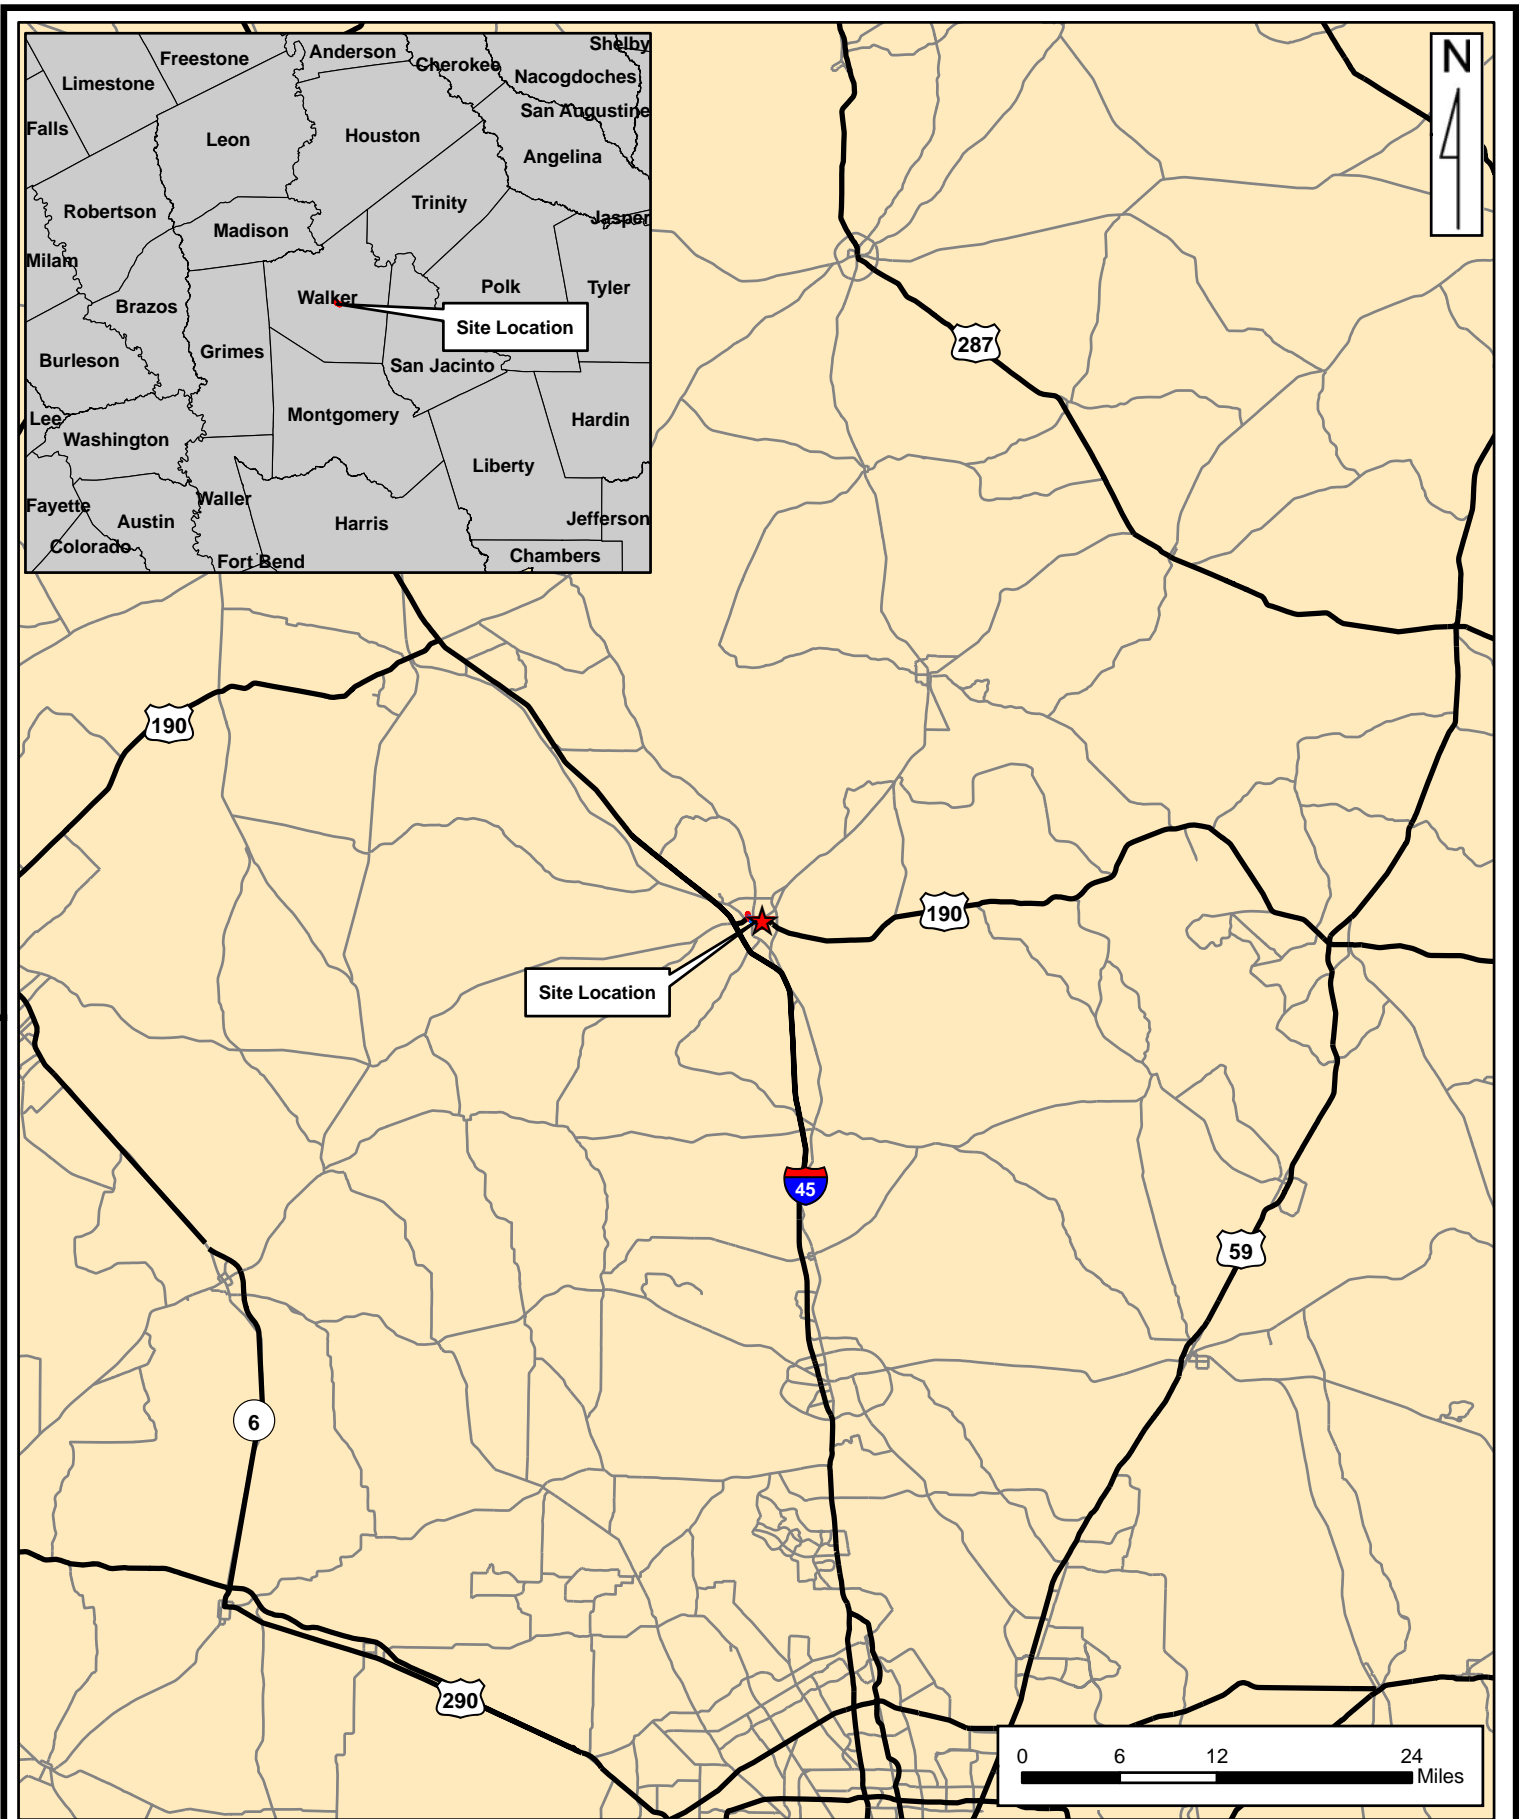 Shelby
Anderson
Freestone
Cherokee
Nacogdoches
Limestone
San Augustine
Falls
Houston
Leon
Angelina
Trinity
Robertson
Jasper
Madison
Milam
Polk
Tyler
Walker
Brazos
Site Location
Grimes
Burleson
San Jacinto
Montgomery
Hardin
Lee
Washington
Liberty
Waller
Fayette
Jefferson
Austin
Harris
Colorado
Chambers
Fort Bend
N
287
190
190
Site Location
45
59
6
290
0 6 12 24
Miles